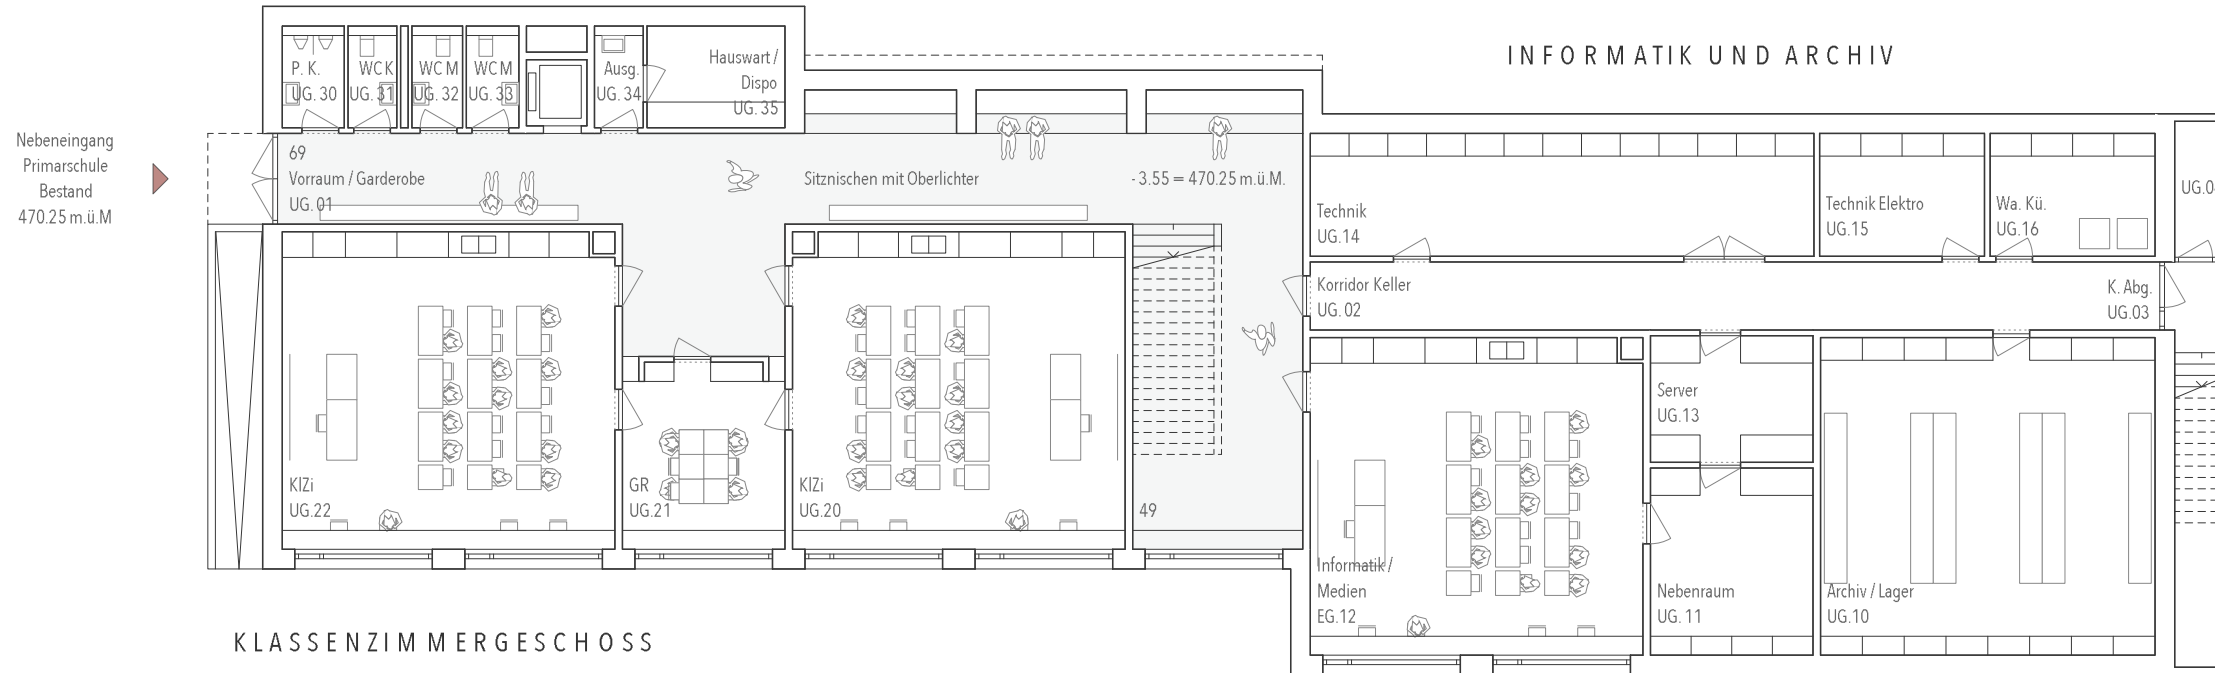 INFORMATIK UND ARCHIV
P. K.
UG. 30
WC K
UG. 31
WC M
UG. 32
WC M
UG. 33
Ausg.
UG. 34
Hauswart /
Dispo
UG. 35
Nebeneingang
Primarschule
Bestand
470.25 m.ü.M
69
Vorraum / Garderobe
UG. 01
Sitznischen mit Oberlichter
- 3.55 = 470.25 m.ü.M.
Technik
UG.14
Technik Elektro
UG.15
Wa. Kü.
UG.16
Korridor Keller
UG. 02
K. Abg.
UG.03
KlZi
UG.22
GR
UG.21
KlZi
UG.20
49
Informatik /
Medien
EG.12
Server
UG.13
Nebenraum
UG. 11
Archiv / Lager
UG.10
KLASSENZIMMERGESCHOSS